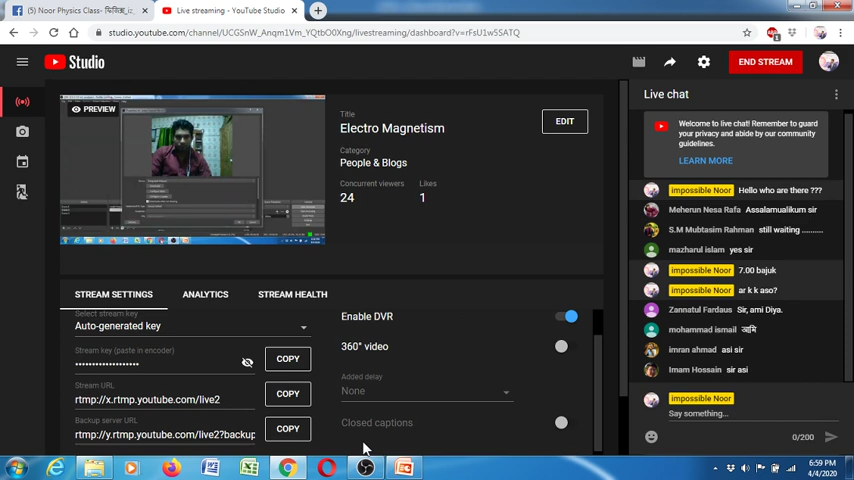 (5) Noor Physics Class-
Live streaming - YouTube Studio
studio.youtube.com/channel/UCGSnW_Anqm1Vm_YQtbO0Xng/livestreaming/dashboard?v=rFsU1w5SATQ
Studio
END STREAM
PREVIEW
Title
Electro Magnetism
EDIT
Category
People & Blogs
Concurrent viewers
Likes
24
1
STREAM SETTINGS
ANALYTICS
STREAM HEALTH
Select stream key
Auto-generated key
Stream key (paste in encoder)
••••••••••••••••••
COPY
Stream URL
rtmp://x.rtmp.youtube.com/live2
COPY
Backup server URL
rtmp://y.rtmp.youtube.com/live2?backup
COPY
Enable DVR
360° video
Added delay
None
Closed captions
Live chat
Welcome to live chat! Remember to guard
your privacy and abide by our community
guidelines.
LEARN MORE
impossible Noor Hello who are there ???
Meherun Nesa Rafa Assalamualikum sir
S.M Mubtasim Rahman still waiting ..........
mazharul islam yes sir
impossible Noor 7.00 bajuk
impossible Noor ar k k aso?
Zannatul Fardaus Sir, ami Diya.
mohammad ismail আমি
imran ahmad asi sir
Imam Hossain sir asi
impossible Noor
Say something...
0/200
6:59 PM
4/4/2020